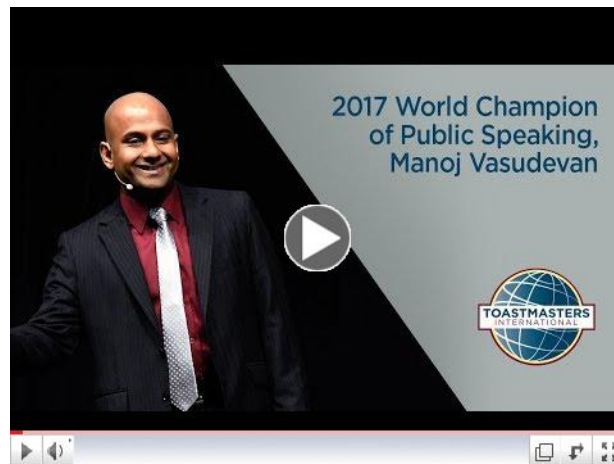 2017 World Champion
of Public Speaking,
Manoj Vasudevan
TOASTMASTERS
INTERNATIONAL